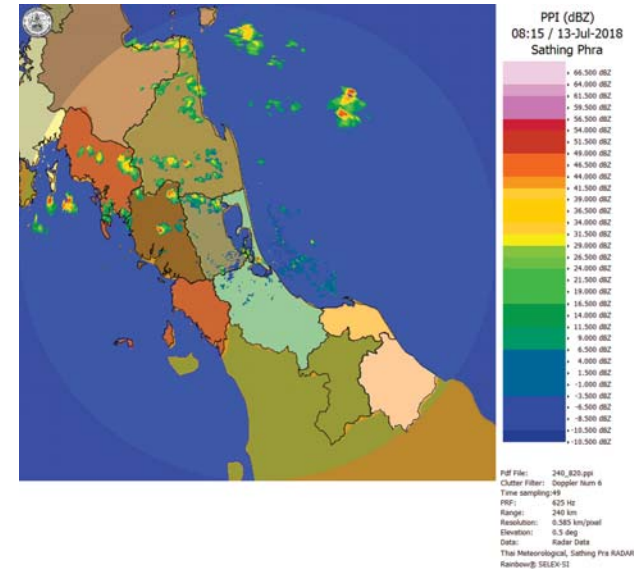 PPI (dBZ)
08:15 / 13-Jul-2018
Sathing Phra
66.500 dBZ
64.000 dBZ
61.500 dBZ
59.500 dBZ
56.500 dBZ
54.000 dBZ
51.500 dBZ
49.000 dBZ
46.500 dBZ
44.000 dBZ
41.500 dBZ
39.000 dBZ
36.500 dBZ
34.000 dBZ
31.500 dBZ
29.000 dBZ
26.500 dBZ
24.000 dBZ
21.500 dBZ
19.000 dBZ
16.500 dBZ
14.000 dBZ
11.500 dBZ
9.000 dBZ
6.500 dBZ
4.000 dBZ
1.500 dBZ
-1.000 dBZ
-3.500 dBZ
-6.500 dBZ
-8.500 dBZ
-10.500 dBZ
-10.500 dBZ
Pdf File: 240_820.ppi
Clutter Filter: Doppler Num 6
Time sampling:49
PRF: 625 Hz
Range: 240 km
Resolution: 0.585 km/pixel
Elevation: 0.5 deg
Data: Radar Data
Thai Meteorological, Sathing Pra RADAR
Rainbow® SELEX-SI